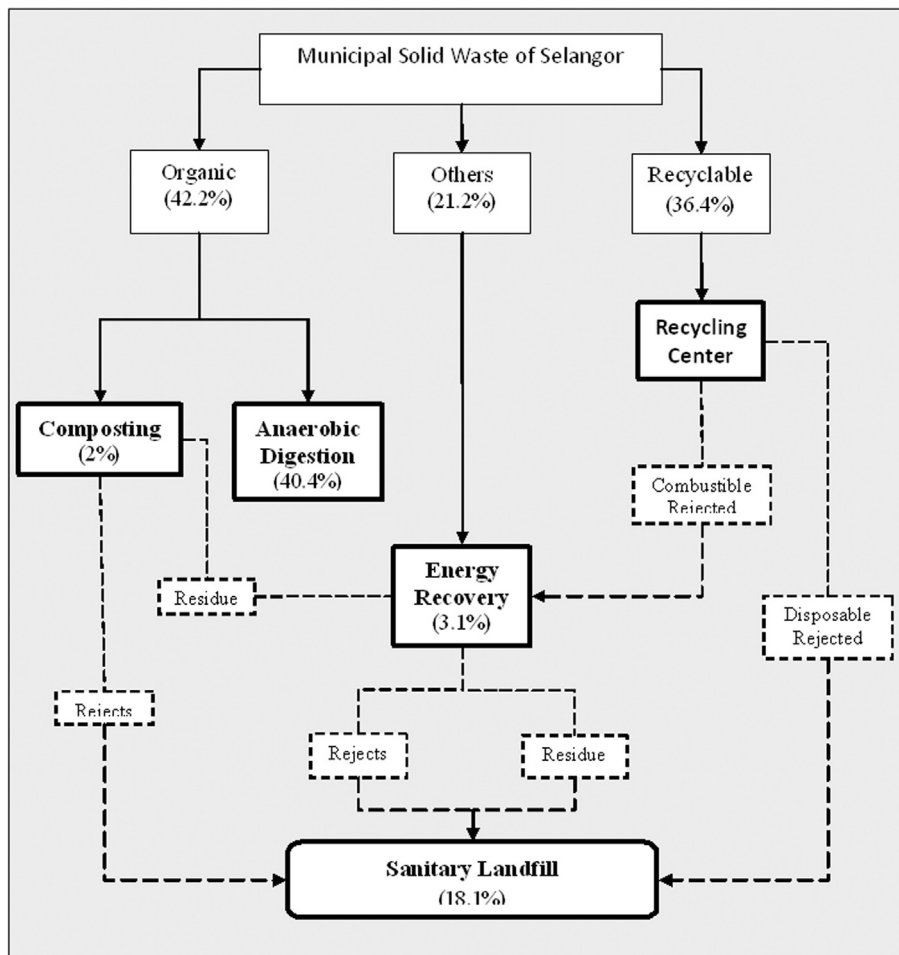 Municipal Solid Waste of Selangor
Organic
(42.2%)
Others
(21.2%)
Recyclable
(36.4%)
Recycling
Center
Composting
(2%)
Anaerobic
Digestion
(40.4%)
Combustible
Rejected
Energy
Recovery
(3.1%)
Residue
Disposable
Rejected
Rejects
Rejects
Residue
Sanitary Landfill
(18.1%)